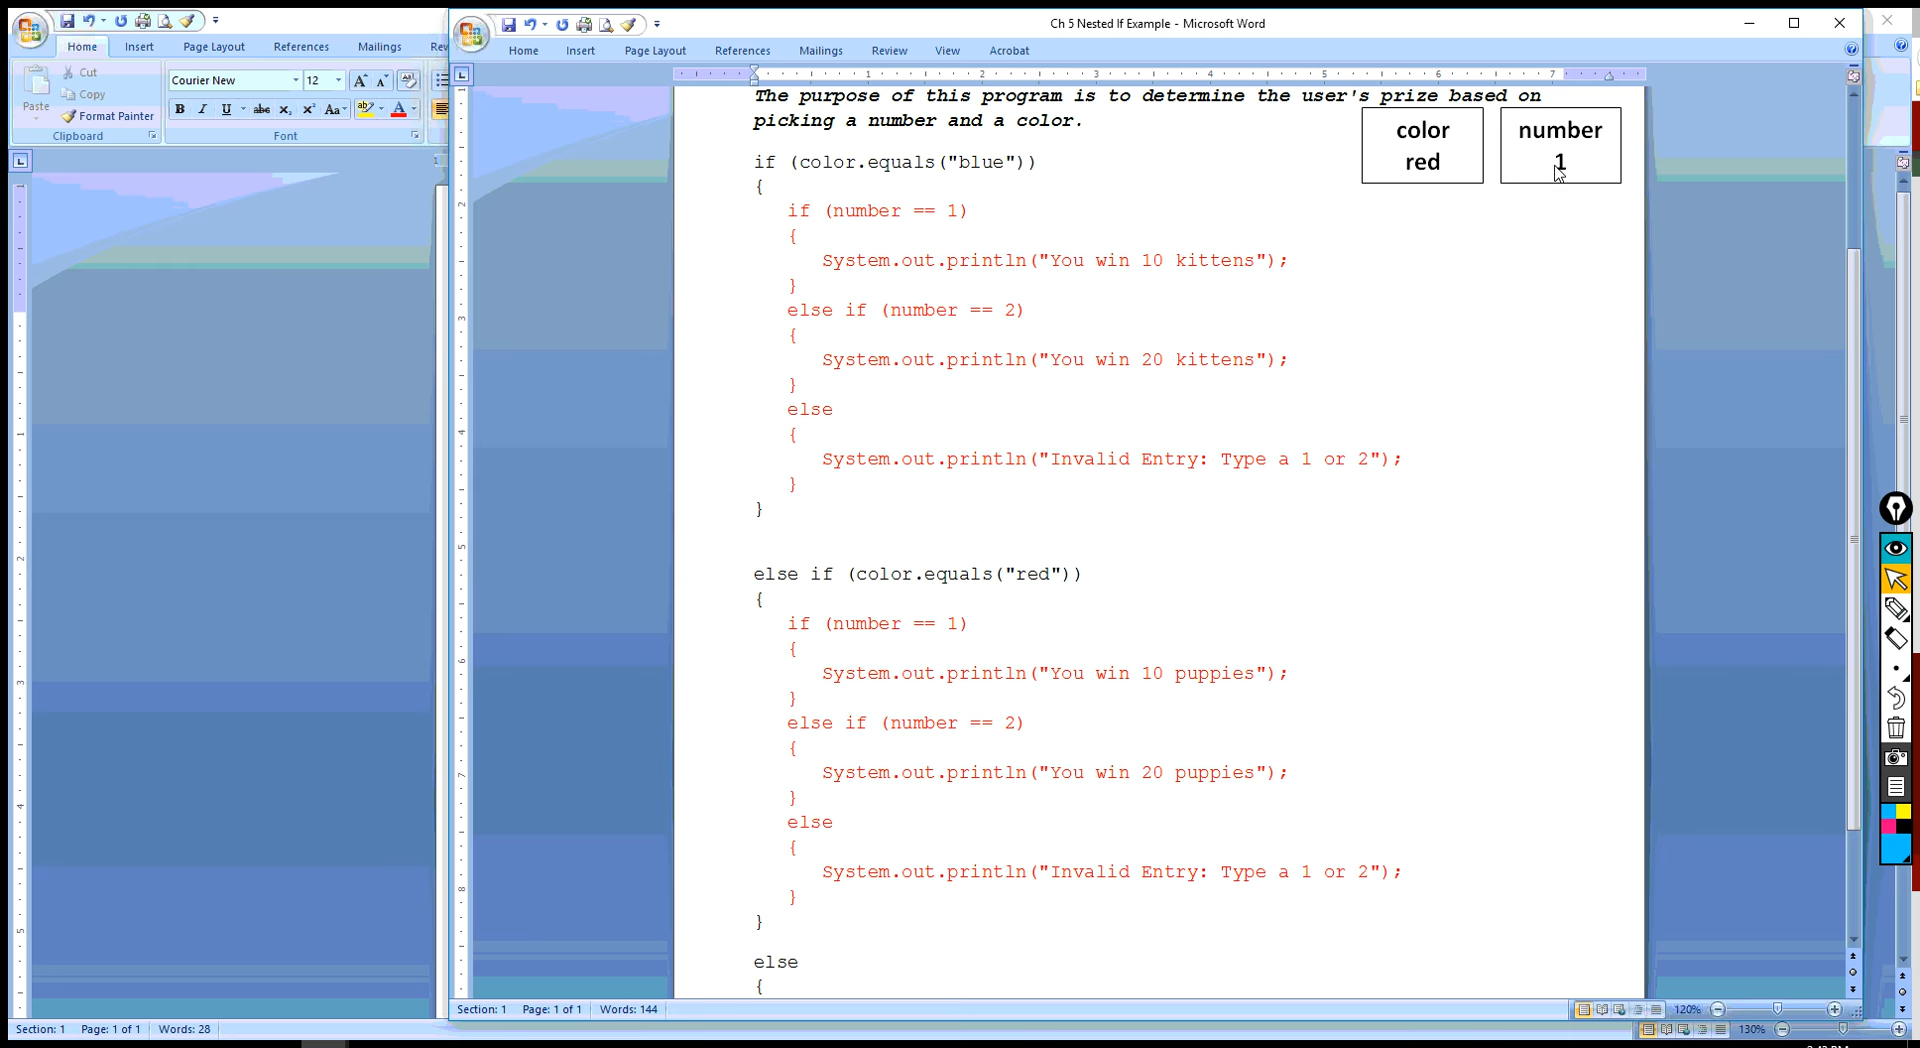 Ch 5 Nested If Example - Microsoft Word
Home Insert Page Layout References Mailings
Home Insert Page Layout References Mailings Review View Acrobat
Cut
Copy
Paste
Format Painter
Clipboard
Courier New 12
Font
The purpose of this program is to determine the user's prize based on
picking a number and a color.
color
red
number
1
if (color.equals("blue"))
{
if (number == 1)
{
System.out.println("You win 10 kittens");
}
else if (number == 2)
{
System.out.println("You win 20 kittens");
}
else
{
System.out.println("Invalid Entry: Type a 1 or 2");
}
}
else if (color.equals("red"))
{
if (number == 1)
{
System.out.println("You win 10 puppies");
}
else if (number == 2)
{
System.out.println("You win 20 puppies");
}
else
{
System.out.println("Invalid Entry: Type a 1 or 2");
}
}
else
{
Section: 1 Page: 1 of 1 Words: 144 120%
Section: 1 Page: 1 of 1 Words: 28 130%